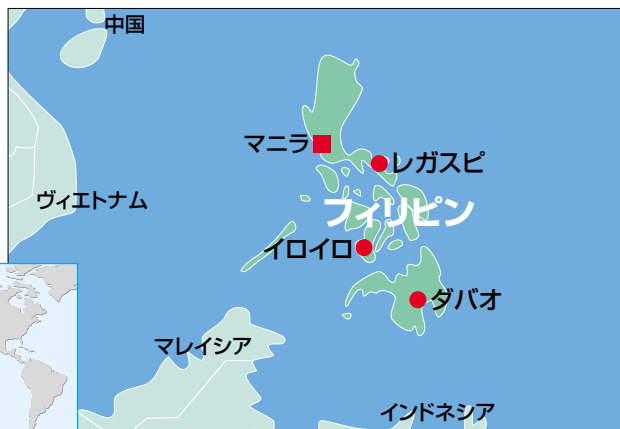 中国
マニラ
レガスピ
ヴィエトナム
フィリピン
イロイロ
ダバオ
マレイシア
インドネシア